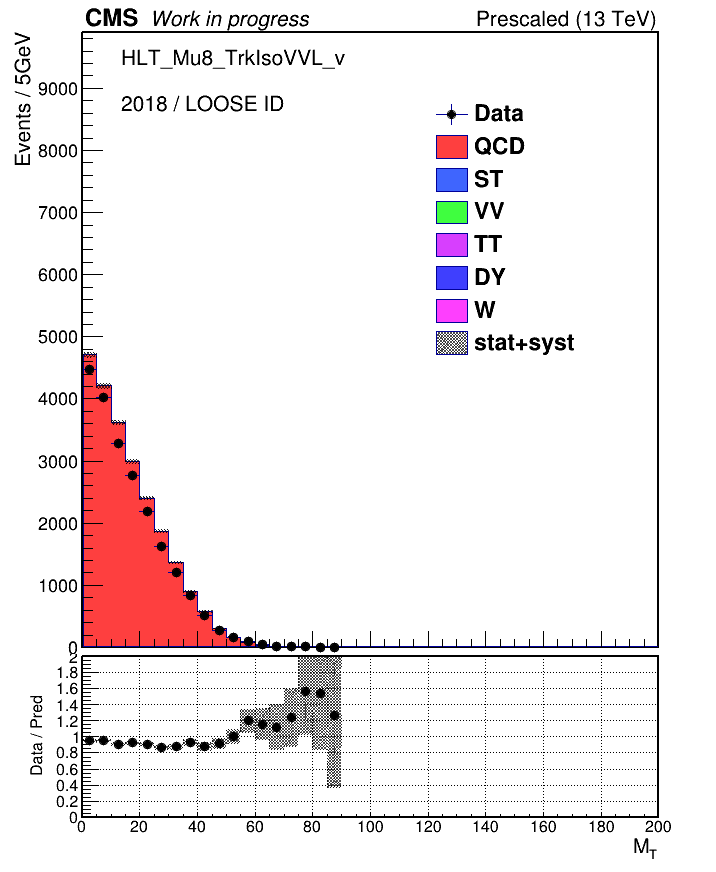 CMS Work in progress Prescaled (13 TeV)
Events / 5GeV
HLT_Mu8_TrkIsoVVL_v
2018 / LOOSE ID
Data
QCD
ST
VV
TT
DY
W
stat+syst
9000
8000
7000
6000
5000
4000
3000
2000
1000
0
Data / Pred
2
1.8
1.6
1.4
1.2
1
0.8
0.6
0.4
0.2
0
0 20 40 60 80 100 120 140 160 180 200
M_T